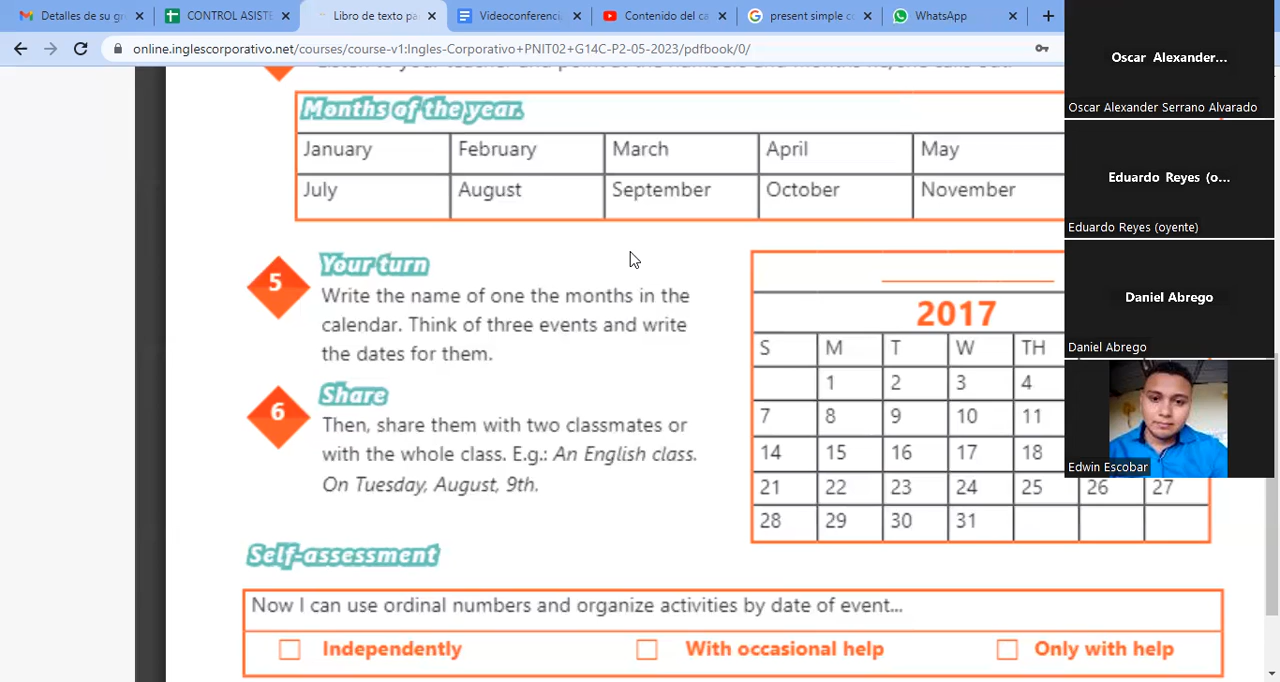 Detalles de su gr
CONTROL ASISTE
Libro de texto pa
Videoconferenci
Contenido del ca
present simple c
WhatsApp
online.inglescorporativo.net/courses/course-v1:Ingles-Corporativo+PNIT02+G14C-P2-05-2023/pdfbook/0/
Months of the year.
January February March April May
July August September October November
5 Your turn
Write the name of one the months in the
calendar. Think of three events and write
the dates for them.
6 Share
Then, share them with two classmates or
with the whole class. E.g.: An English class.
On Tuesday, August, 9th.
2017
S M T W TH
1 2 3 4
7 8 9 10 11
14 15 16 17 18
21 22 23 24 25 26 27
28 29 30 31
Self-assessment
Now I can use ordinal numbers and organize activities by date of event...
Independently With occasional help Only with help
Oscar Alexander...
Oscar Alexander Serrano Alvarado
Eduardo Reyes (o...
Eduardo Reyes (oyente)
Daniel Abrego
Daniel Abrego
Edwin Escobar